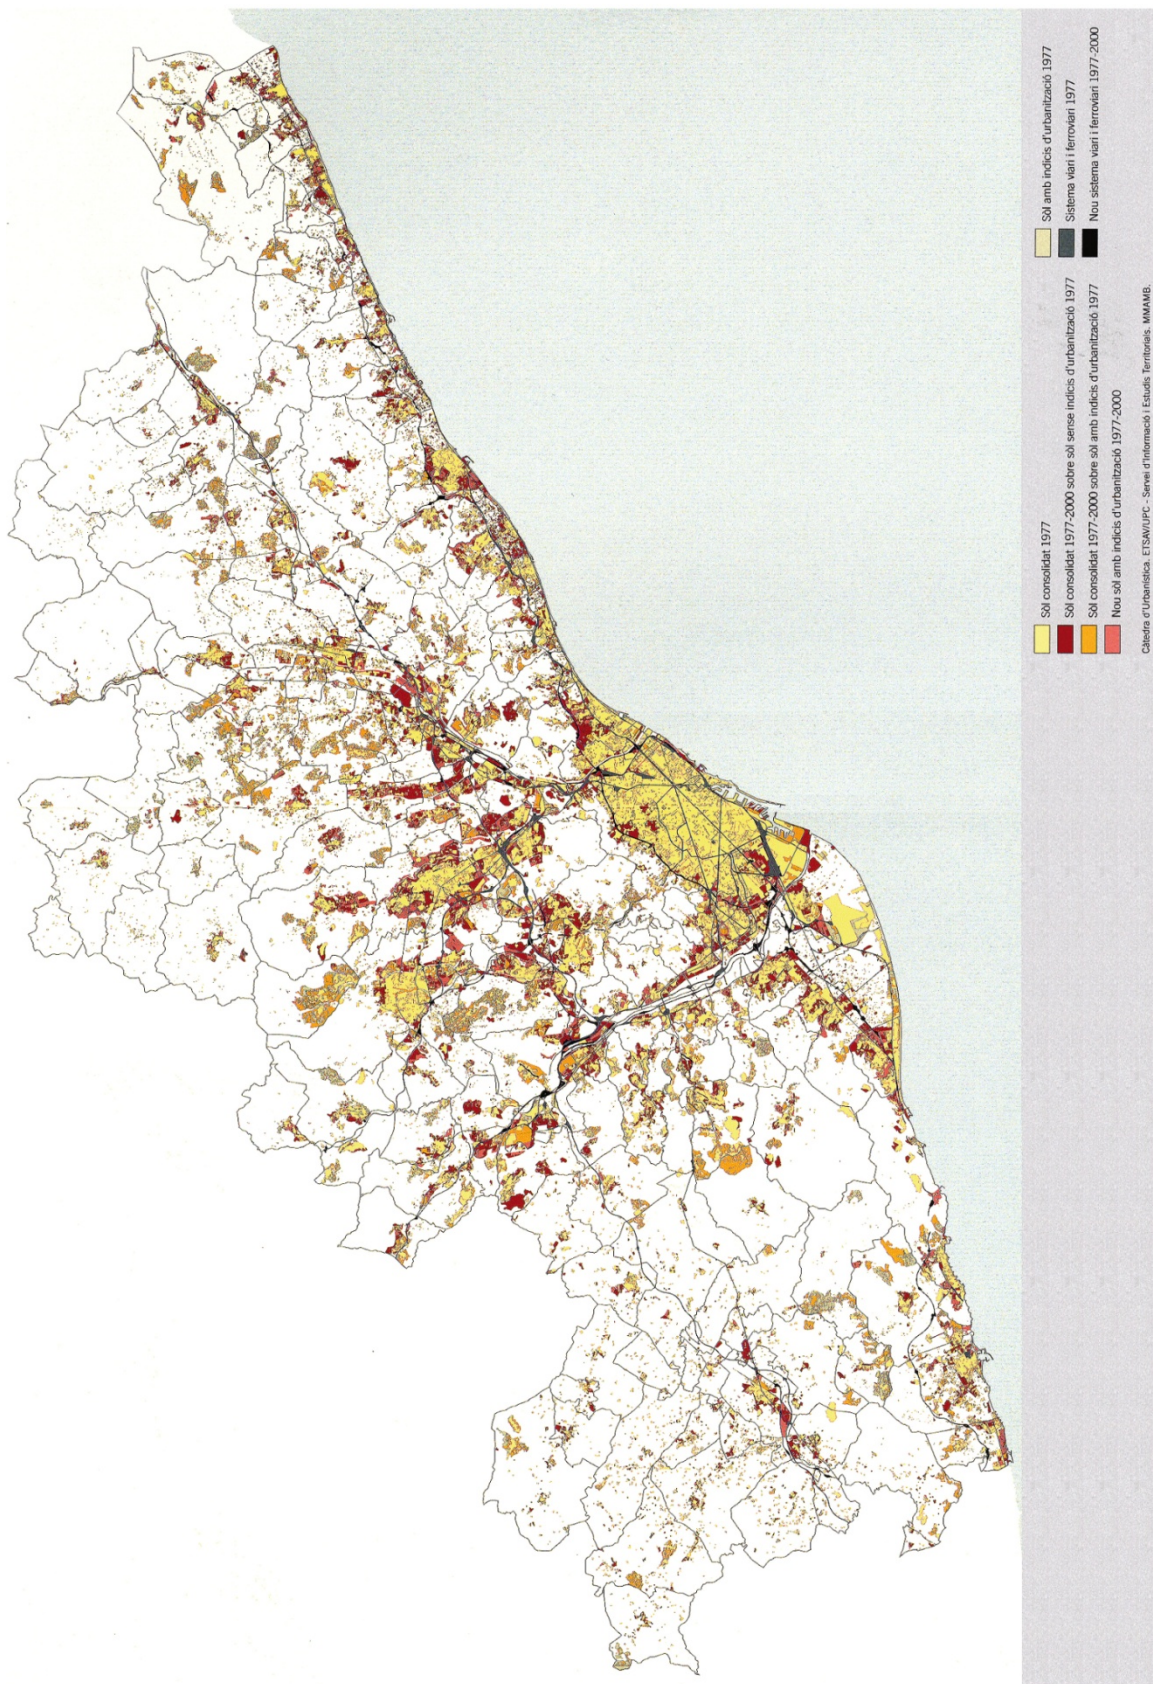 Sòl consolidat 1977
Sòl consolidat 1977-2000 sobre sòl sense indicis d'urbanització 1977
Sòl consolidat 1977-2000 sobre sòl amb indicis d'urbanització 1977
Nou sòl amb indicis d'urbanització 1977-2000
Sòl amb indicis d'urbanització 1977
Sistema viari i ferroviari 1977
Nou sistema viari i ferroviari 1977-2000
Càtedra d'Urbanística. ETSAV/UPC - Servei d'Informació i Estudis Territorials. MMAMB.